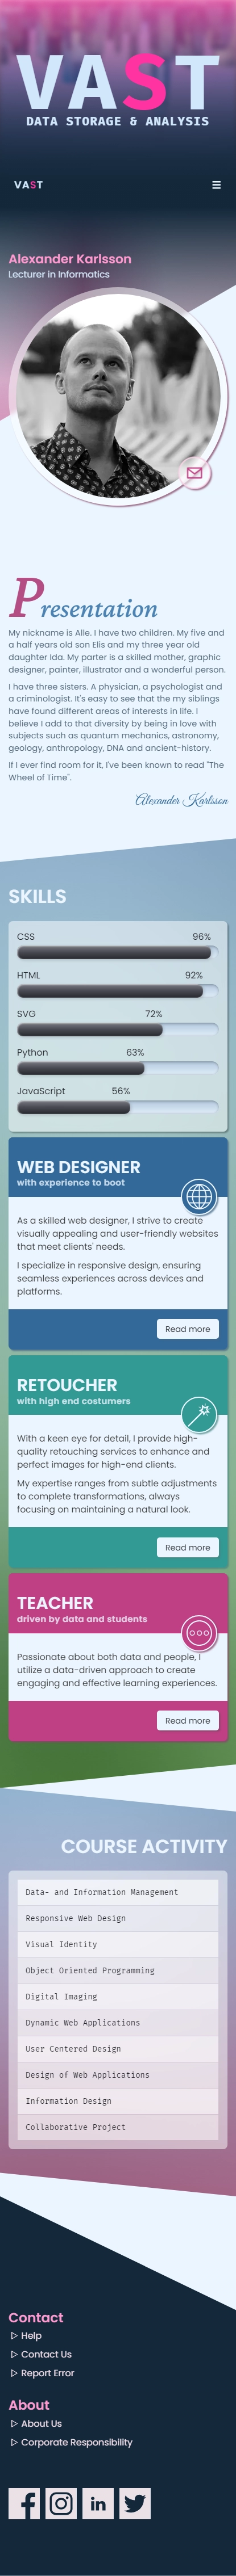 VAST
DATA STORAGE & ANALYSIS
VAST
Alexander Karlsson
Lecturer in Informatics
Presentation
My nickname is Alle. I have two children. My five and
a half years old son Elis and my three year old
daughter Ida. My parter is a skilled mother, graphic
designer, painter, illustrator and a wonderful person.
I have three sisters. A physician, a psychologist and
a criminologist. It's easy to see that the my siblings
have found different areas of interests in life. I
believe I add to that diversity by being in love with
subjects such as quantum mechanics, astronomy,
geology, anthropology, DNA and ancient-history.
If I ever find room for it, I've been known to read "The
Wheel of Time".
Alexander Karlsson
SKILLS
CSS 96%
HTML 92%
SVG 72%
Python 63%
JavaScript 56%
WEB DESIGNER
with experience to boot
As a skilled web designer, I strive to create
visually appealing and user-friendly websites
that meet clients' needs.
I specialize in responsive design, ensuring
seamless experiences across devices and
platforms.
Read more
RETOUCHER
with high end costumers
With a keen eye for detail, I provide high-
quality retouching services to enhance and
perfect images for high-end clients.
My expertise ranges from subtle adjustments
to complete transformations, always
focusing on maintaining a natural look.
Read more
TEACHER
driven by data and students
Passionate about both data and people, I
utilize a data-driven approach to create
engaging and effective learning experiences.
Read more
COURSE ACTIVITY
Data- and Information Management
Responsive Web Design
Visual Identity
Object Oriented Programming
Digital Imaging
Dynamic Web Applications
User Centered Design
Design of Web Applications
Information Design
Collaborative Project
Contact
Help
Contact Us
Report Error
About
About Us
Corporate Responsibility
in